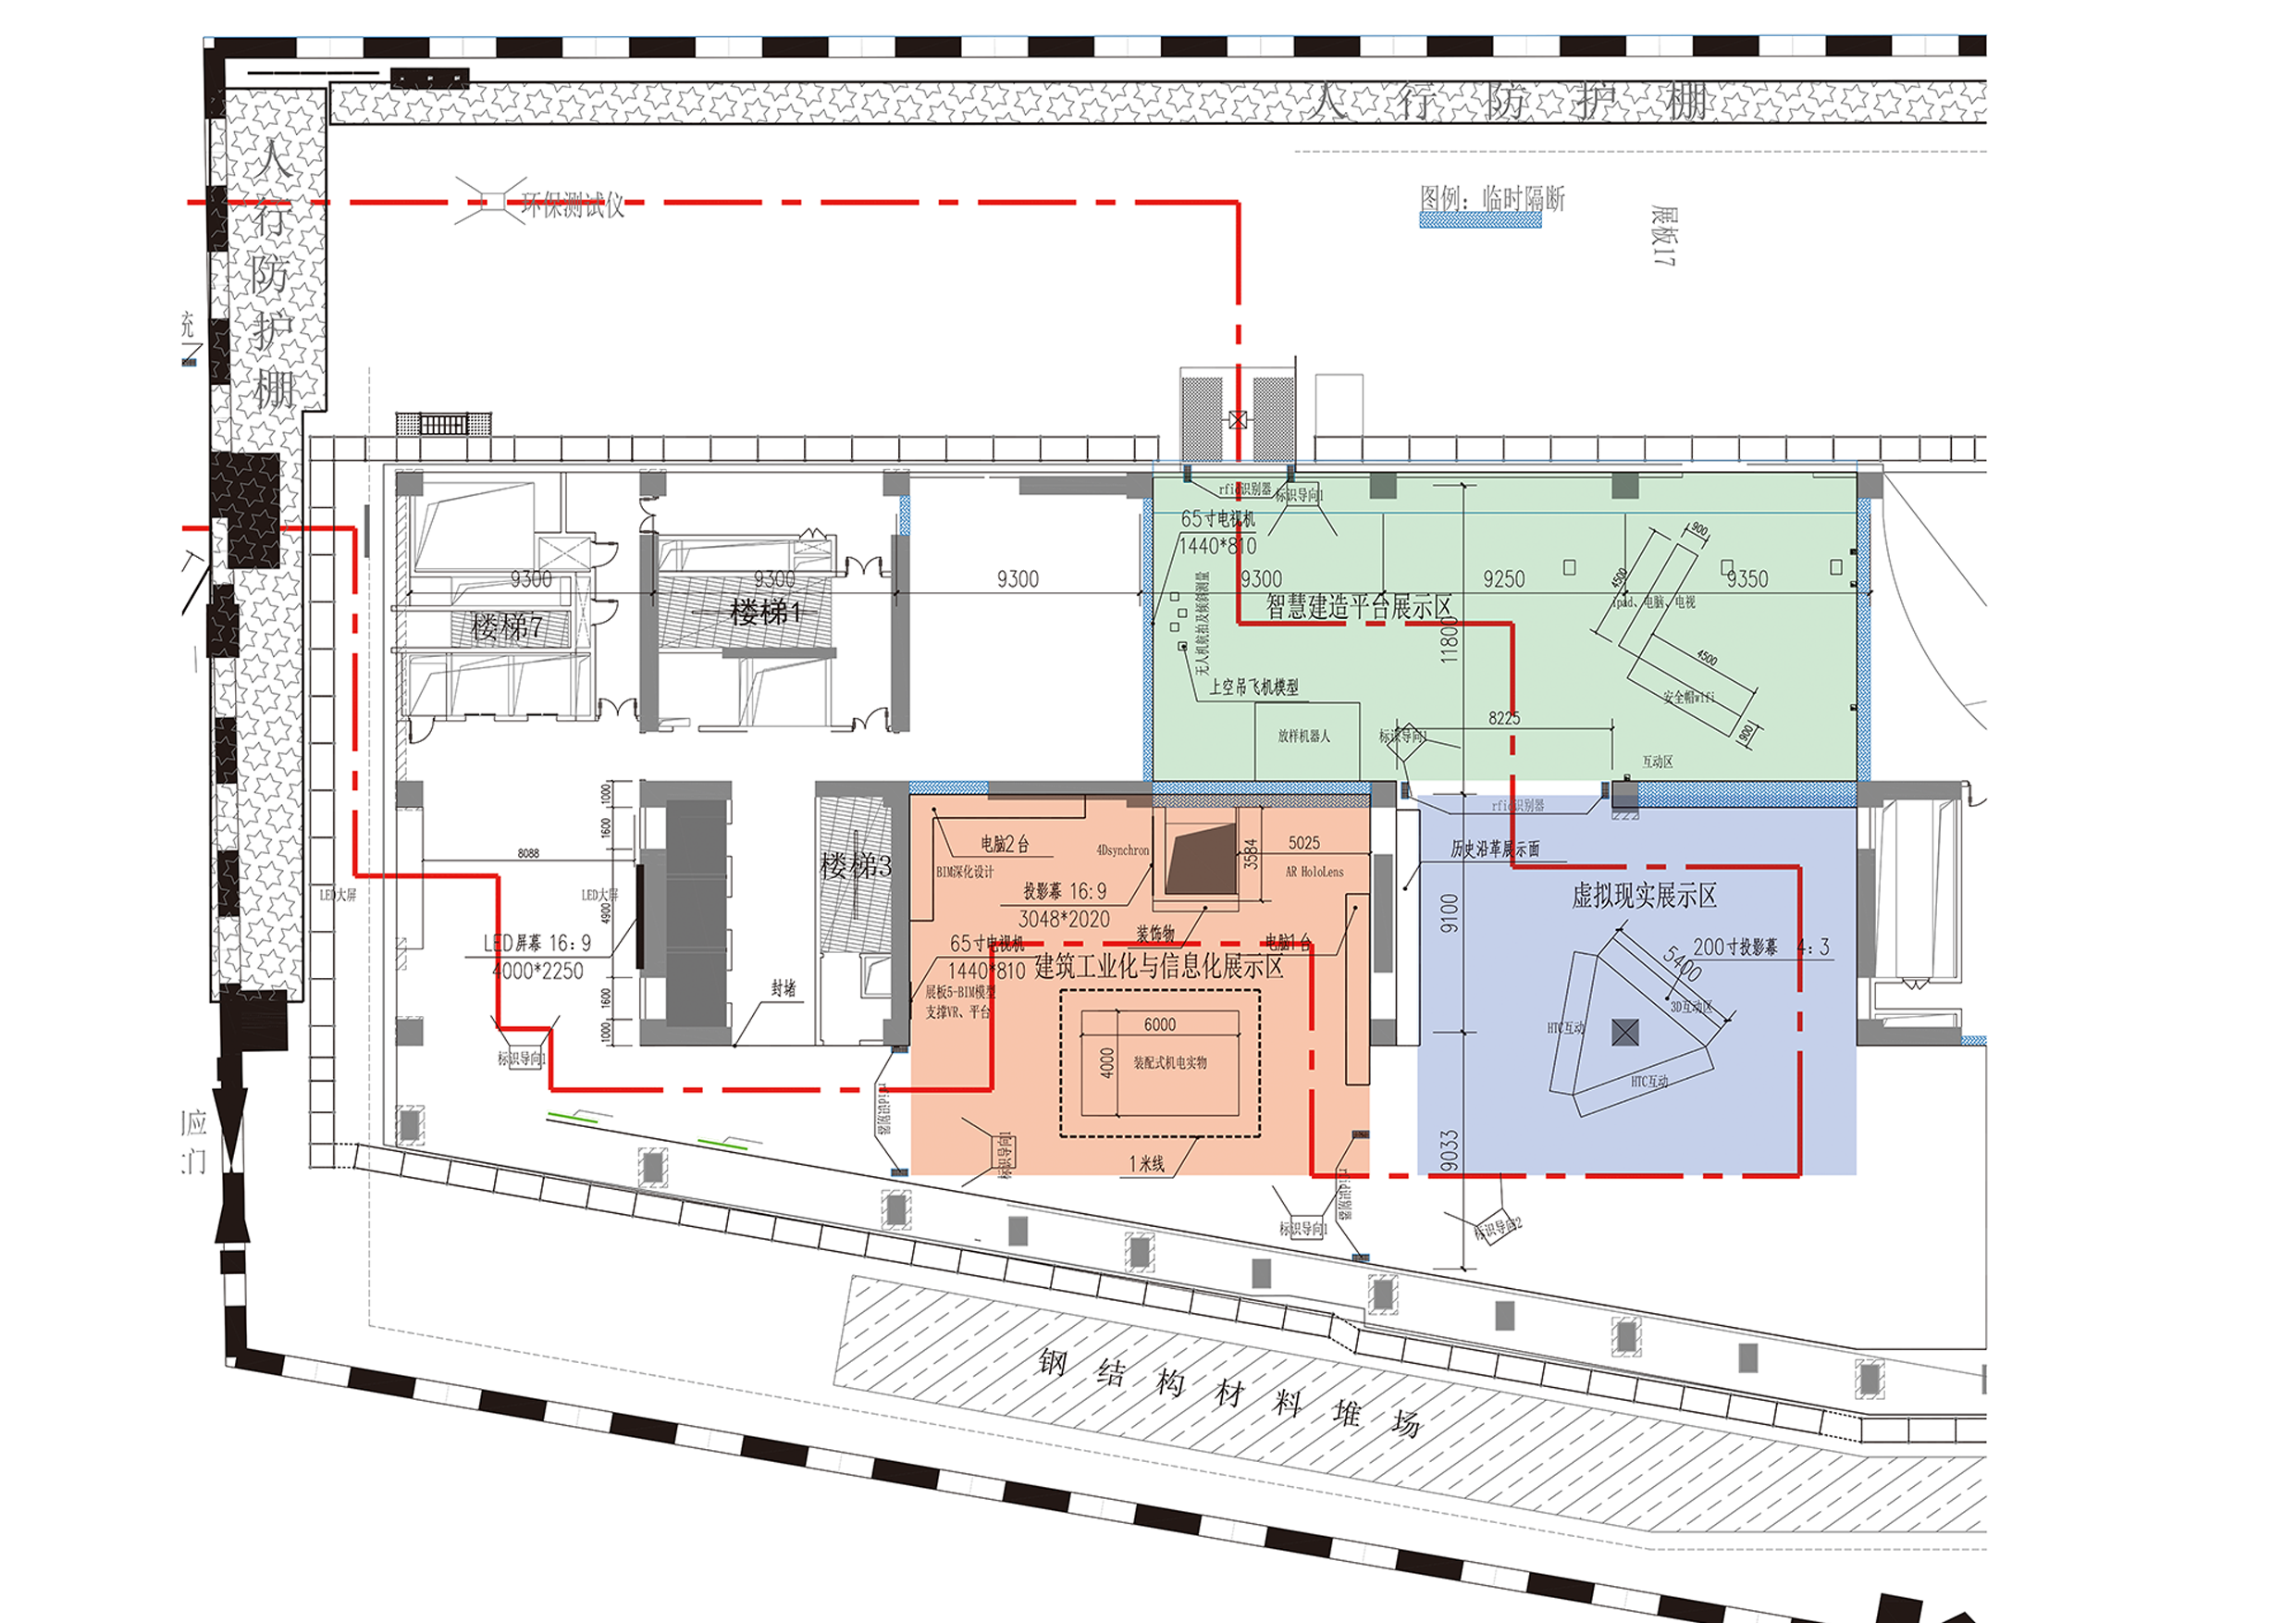 人行防护棚
人行防护棚
环保测试仪
图例：临时隔断
展板17
统
rfid识别器
标识导向1
65寸电视机
1440*810
900
4500
9300
9300
9300
9300
9250
9350
无人机航拍及倾斜测量
智慧建造平台展示区
ipad、电脑、电视
楼梯7
楼梯1
11800
4500
上空吊飞机模型
安全帽wifi
8225
900
放样机器人
标识导向1
互动区
1000
rfid识别器
1600
电脑2台
4Dsynchron
3584
5025
历史沿革展示面
8088
楼梯3
BIM深化设计
AR HoloLens
LED大屏
LED大屏
投影幕 16:9
3048*2020
虚拟现实展示区
4900
9100
LED屏幕 16:9
4000*2250
65寸电视机
1440*810
装饰物
电脑1台
200寸投影幕 4:3
建筑工业化与信息化展示区
5400
封堵
展板5-BIM模型
支撑VR、平台
1600
3D互动区
1000
6000
HTC互动
标识导向1
4000
装配式机电实物
HTC互动
rfid识别器
应
门
标识导向1
1米线
9033
rfid识别器
标识导向1
标识导向2
钢结构材料堆场